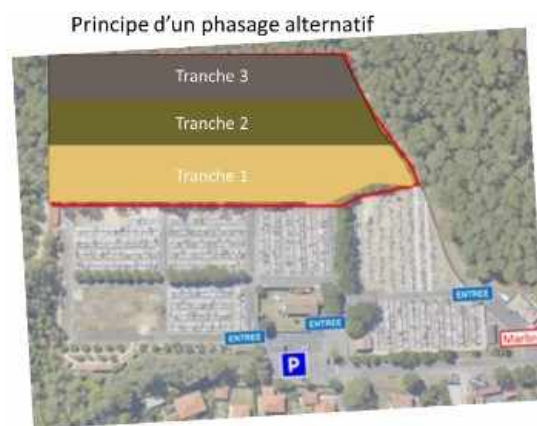 Principe d'un phasage alternatif
Tranche 3
Tranche 2
Tranche 1
ENTREE
ENTREE
ENTREE
P